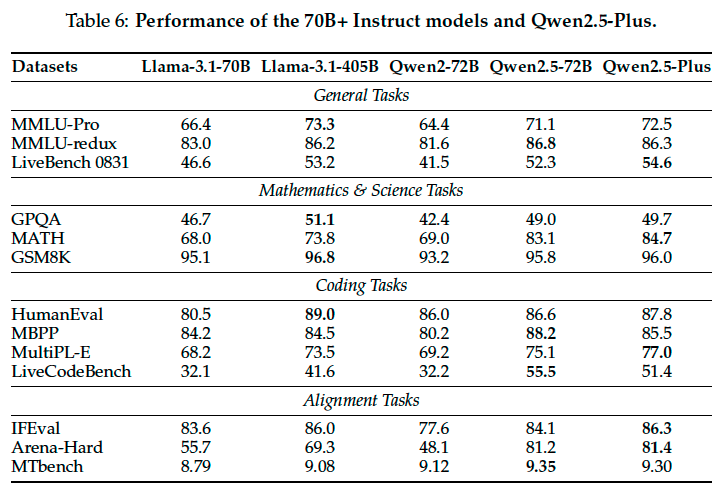 Table 6: Performance of the 70B+ Instruct models and Qwen2.5-Plus.
Datasets Llama-3.1-70B Llama-3.1-405B Qwen2-72B Qwen2.5-72B Qwen2.5-Plus
General Tasks
MMLU-Pro 66.4 73.3 64.4 71.1 72.5
MMLU-redux 83.0 86.2 81.6 86.8 86.3
LiveBench 0831 46.6 53.2 41.5 52.3 54.6
Mathematics & Science Tasks
GPQA 46.7 51.1 42.4 49.0 49.7
MATH 68.0 73.8 69.0 83.1 84.7
GSM8K 95.1 96.8 93.2 95.8 96.0
Coding Tasks
HumanEval 80.5 89.0 86.0 86.6 87.8
MBPP 84.2 84.5 80.2 88.2 85.5
MultiPL-E 68.2 73.5 69.2 75.1 77.0
LiveCodeBench 32.1 41.6 32.2 55.5 51.4
Alignment Tasks
IFEval 83.6 86.0 77.6 84.1 86.3
Arena-Hard 55.7 69.3 48.1 81.2 81.4
MTbench 8.79 9.08 9.12 9.35 9.30